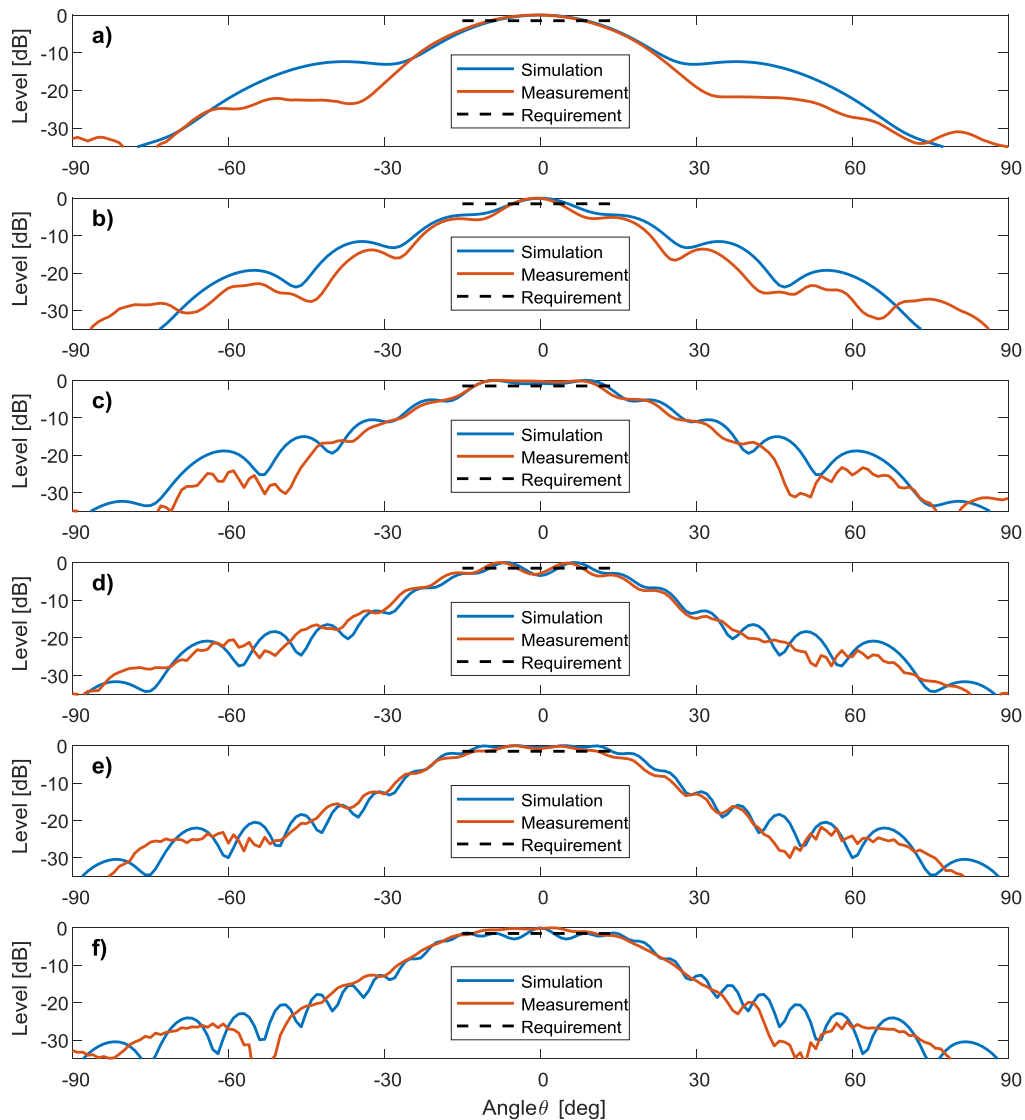 a)
Level [dB]
0
-10
-20
-30
Simulation
Measurement
Requirement
-90 -60 -30 0 30 60 90
b)
Level [dB]
0
-10
-20
-30
Simulation
Measurement
Requirement
-90 -60 -30 0 30 60 90
c)
Level [dB]
0
-10
-20
-30
Simulation
Measurement
Requirement
-90 -60 -30 0 30 60 90
d)
Level [dB]
0
-10
-20
-30
Simulation
Measurement
Requirement
-90 -60 -30 0 30 60 90
e)
Level [dB]
0
-10
-20
-30
Simulation
Measurement
Requirement
-90 -60 -30 0 30 60 90
f)
Level [dB]
0
-10
-20
-30
Simulation
Measurement
Requirement
-90 -60 -30 0 30 60 90
Angleθ [deg]